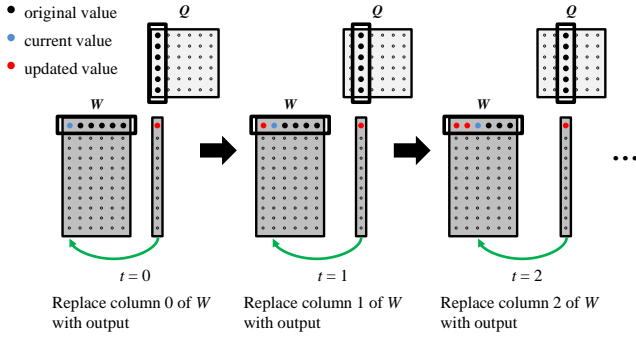 original value
current value
updated value
Q
Q
Q
W
W
W
...
t = 0
t = 1
t = 2
Replace column 0 of W
with output
Replace column 1 of W
with output
Replace column 2 of W
with output